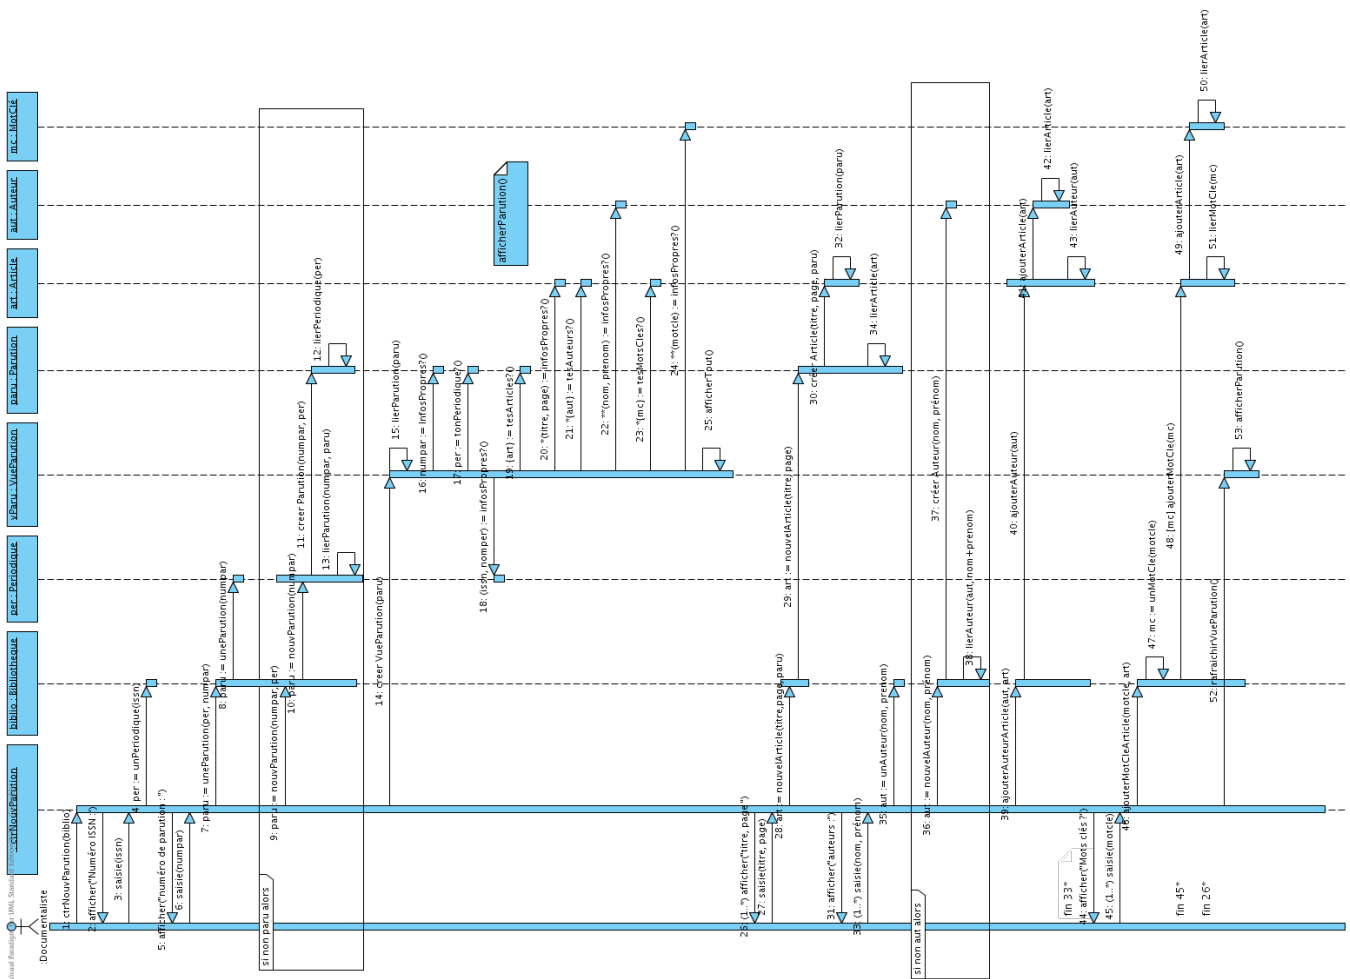 :Documentaliste
: ctrNouvParution
biblio : Bibliotheque
per : Periodique
vParu : VueParution
paru : Parution
art : Article
aut : Auteur
mc : MotClé
1: ctrNouvParution(biblio)
2: afficher("Numéro ISSN :")
3: saisie(issn)
4: per := unPeriodique(issn)
5: afficher("numéro de parution :")
6: saisie(numpar)
7: paru := uneParution(per, numpar)
8: paru := uneParution(numpar)
si non paru alors
9: paru := nouvParution(numpar, per)
10: paru := nouvParution(numpar)
11: creer Parution(numpar, per)
12: lierPeriodique(per)
13: lierParution(numpar, paru)
14: creer VueParution(paru)
15: lierParution(paru)
16: numpar := InfosPropres?()
17: per := tonPeriodique?()
18: (issn, nomper) := infosPropres?()
afficherParution()
19: {art} := tesArticles?()
20: *(titre, page) := infosPropres?()
21: *{aut} := tesAuteurs?()
22: **(nom, prenom) := infosPropres?()
23: *{mc} := tesMotsCles?()
24: **(motcle) := infosPropres?()
25: afficherTout()
26: (1..*) afficher("titre, page")
27: saisie(titre, page)
28: art := nouvelArticle(titre,page,paru)
29: art := nouvelArticle(titre, page)
30: créer Article(titre, page, paru)
31: afficher("auteurs :")
32: lierParution(paru)
33: (1..*) saisie(nom, prénom)
34: lierArticle(art)
35: aut := unAuteur(nom, prenom)
si non aut alors
36: aut := nouvelAuteur(nom, prénom)
37: créer Auteur(nom, prénom)
38: lierAuteur(aut, nom+prenom)
39: ajouterAuteurArticle(aut, art)
40: ajouterAuteur(aut)
41: ajouterArticle(art)
42: lierArticle(art)
43: lierAuteur(aut)
fin 33*
44: afficher("Mots clés ?")
45: (1..*) saisie(motcle)
46: ajouterMotCleArticle(motcle, art)
47: mc := unMotCle(motcle)
48: [mc] ajouterMotCle(mc)
49: ajouterArticle(art)
50: lierArticle(art)
51: lierMotCle(mc)
fin 45*
fin 26*
52: rafraichirVueParution()
53: afficherParution()